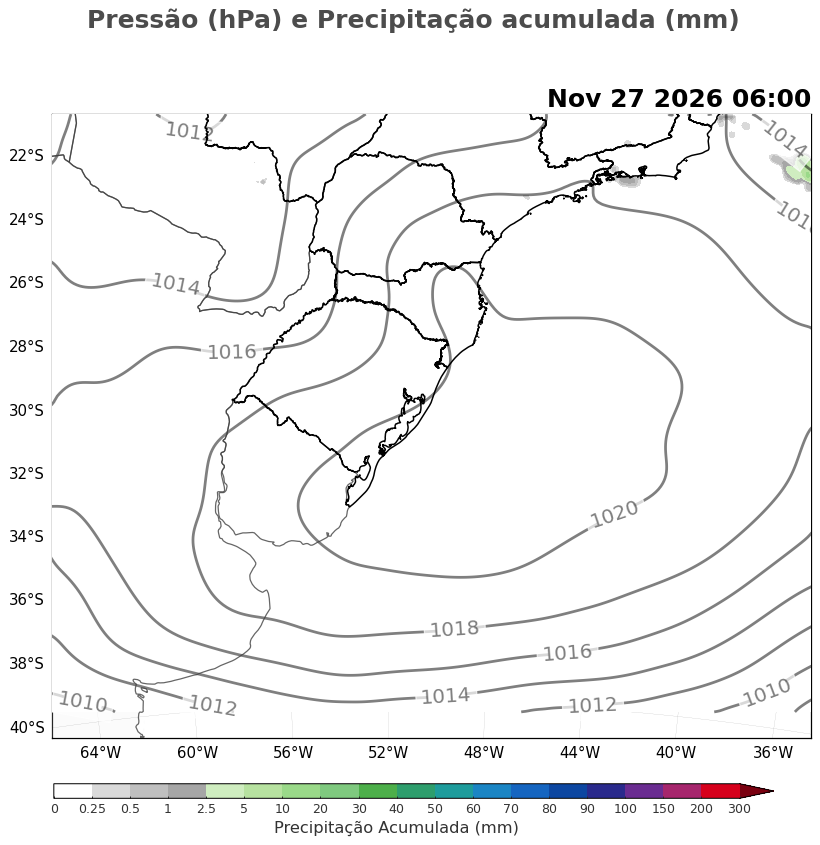 Pressão (hPa) e Precipitação acumulada (mm)
Nov 27 2026 06:00
1012
1014
22°S
24°S
26°S
1014
28°S
1016
30°S
32°S
1020
34°S
36°S
1018
1016
38°S
1014
1010
1010
1012
1012
40°S
64°W 60°W 56°W 52°W 48°W 44°W 40°W 36°W
0 0.25 0.5 1 2.5 5 10 20 30 40 50 60 70 80 90 100 150 200 300
Precipitação Acumulada (mm)